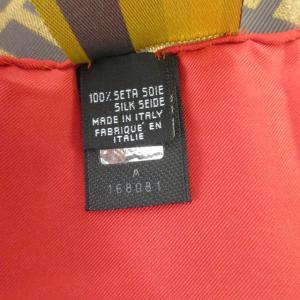 100% SETA SOIE
SILK SEIDE
MADE IN ITALY
FABRIQUÉ EN
ITALIE
A
168081